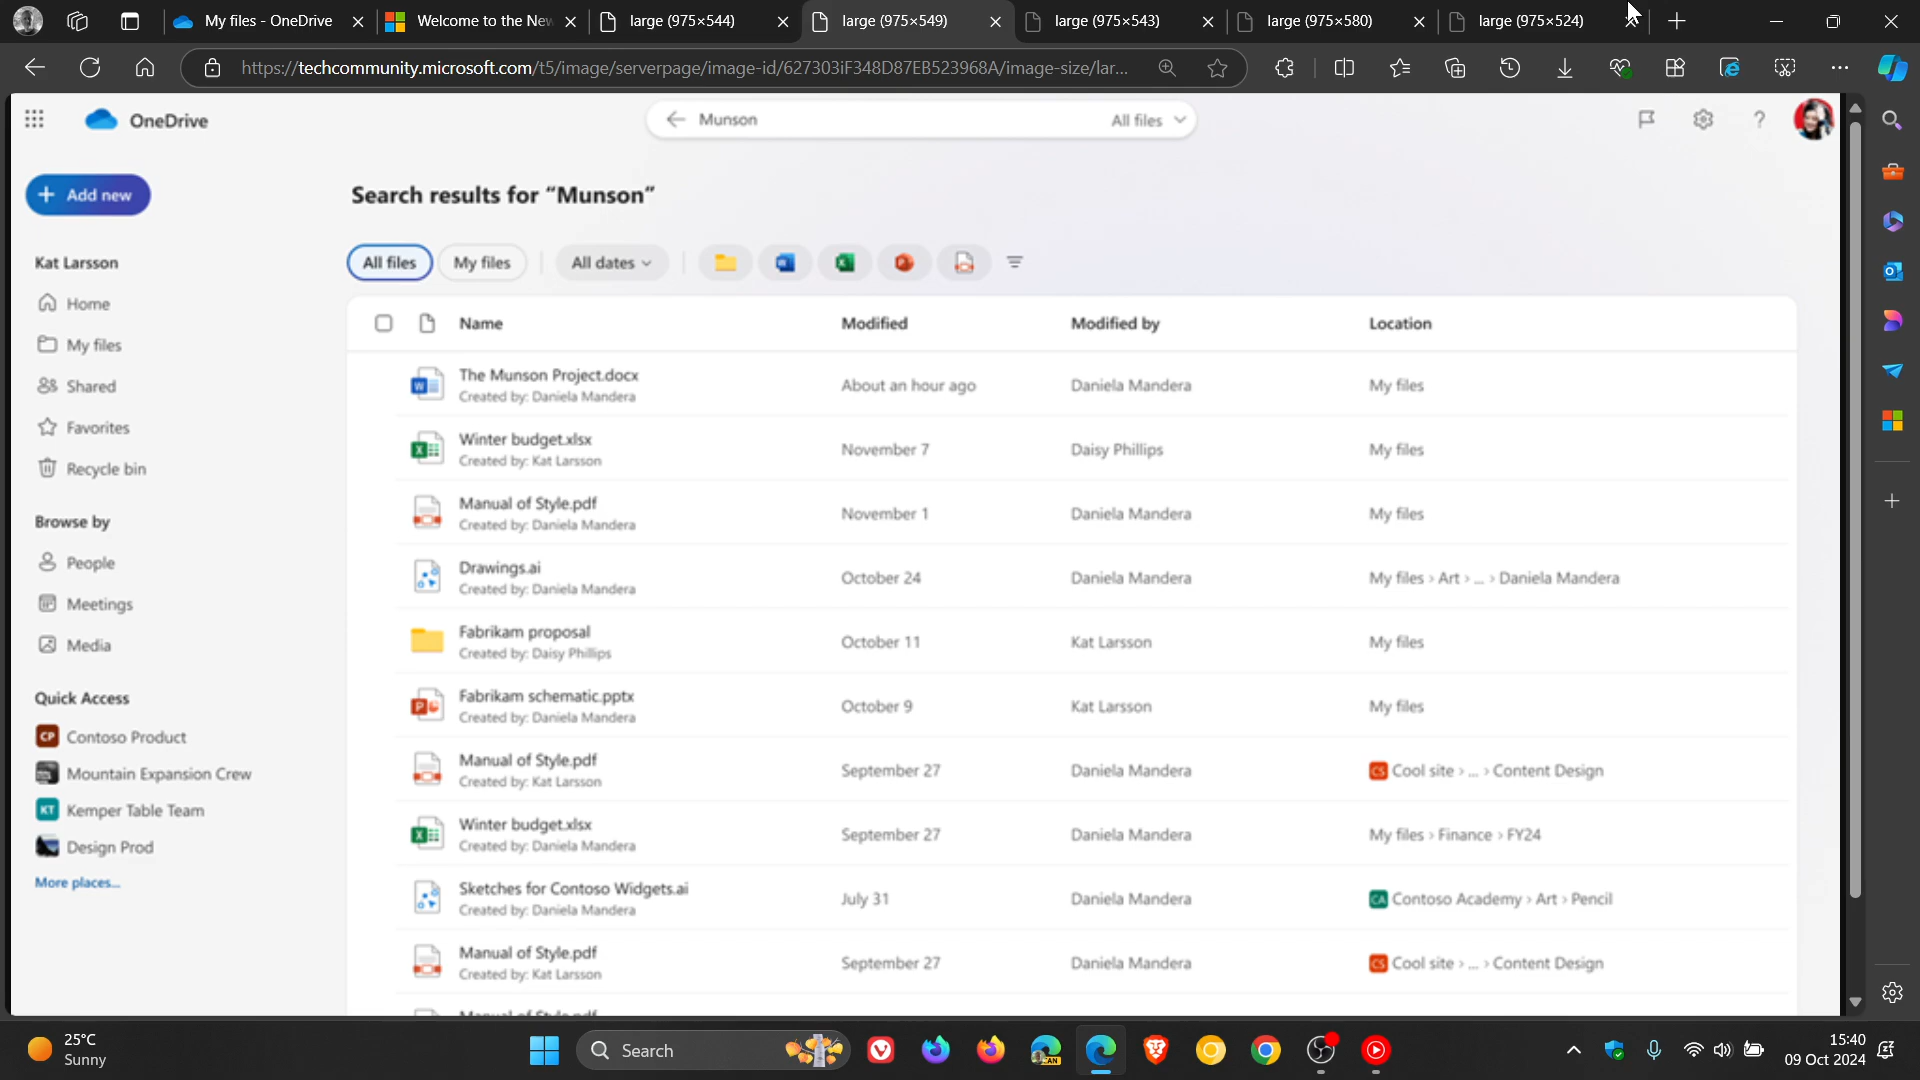 My files - OneDrive
Welcome to the New
large (975×544)
large (975×549)
large (975×543)
large (975×580)
large (975×524)
https://techcommunity.microsoft.com/t5/image/serverpage/image-id/627303iF348D87EB523968A/image-size/lar...
OneDrive
Munson
All files
Add new
Search results for “Munson”
All files
My files
All dates
Kat Larsson
Home
My files
Shared
Favorites
Recycle bin
Browse by
People
Meetings
Media
Quick Access
CP Contoso Product
Mountain Expansion Crew
KT Kemper Table Team
Design Prod
More places...
Name Modified Modified by Location
The Munson Project.docx
Created by: Daniela Mandera
About an hour ago Daniela Mandera My files
Winter budget.xlsx
Created by: Kat Larsson
November 7 Daisy Phillips My files
Manual of Style.pdf
Created by: Daniela Mandera
November 1 Daniela Mandera My files
Drawings.ai
Created by: Daniela Mandera
October 24 Daniela Mandera My files > Art > ... > Daniela Mandera
Fabrikam proposal
Created by: Daisy Phillips
October 11 Kat Larsson My files
Fabrikam schematic.pptx
Created by: Daniela Mandera
October 9 Kat Larsson My files
Manual of Style.pdf
Created by: Kat Larsson
September 27 Daniela Mandera CS Cool site > ... > Content Design
Winter budget.xlsx
Created by: Daniela Mandera
September 27 Daniela Mandera My files > Finance > FY24
Sketches for Contoso Widgets.ai
Created by: Daniela Mandera
July 31 Daniela Mandera CA Contoso Academy > Art > Pencil
Manual of Style.pdf
Created by: Kat Larsson
September 27 Daniela Mandera CS Cool site > ... > Content Design
Manual of Style.pdf
25°C
Sunny
Search
CAN
15:40
09 Oct 2024